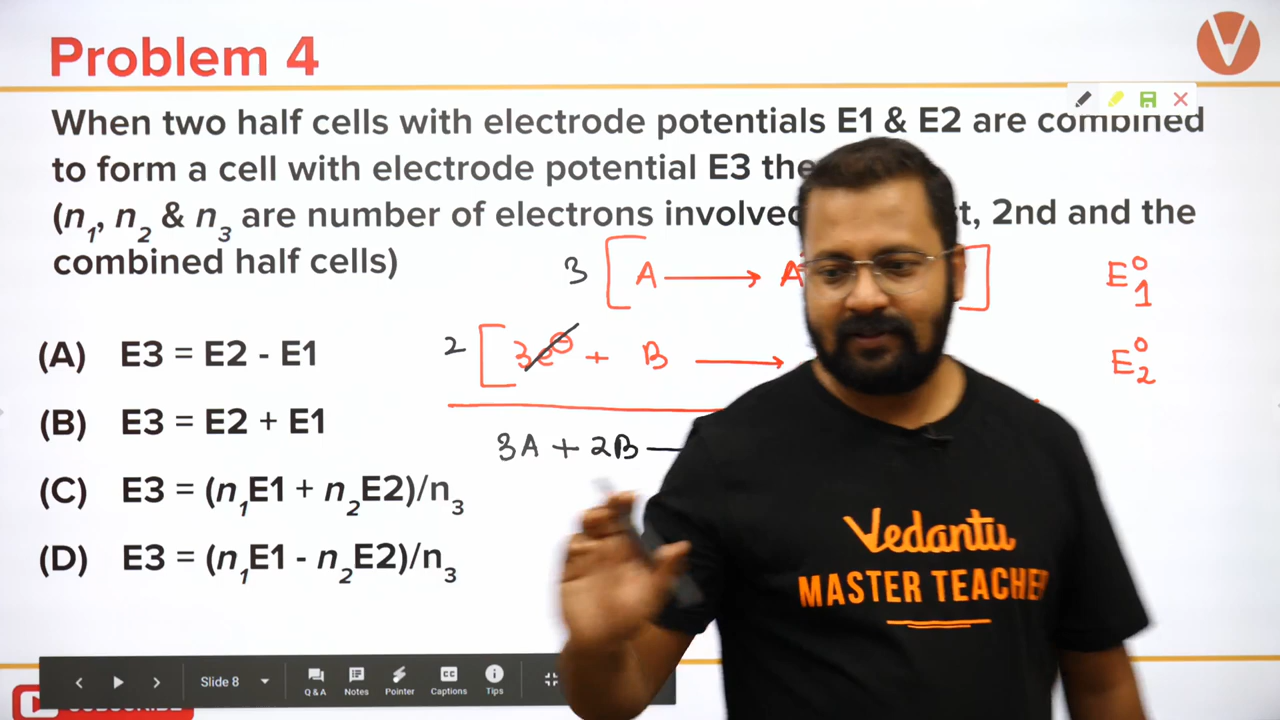 Problem 4
When two half cells with electrode potentials E1 & E2 are combined
to form a cell with electrode potential E3
(n₁, n₂ & n₃ are number of electrons involved 2nd and the
combined half cells)
3 [ A ⟶ ] E⁰₁
2 [ 3e⊖ + B ⟶ E⁰₂
3A + 2B —
(A) E3 = E2 - E1
(B) E3 = E2 + E1
(C) E3 = (n₁E1 + n₂E2)/n₃
(D) E3 = (n₁E1 - n₂E2)/n₃
Vedantu
MASTER TEACHER
Slide 8
Q & A Notes Pointer Captions Tips
CC